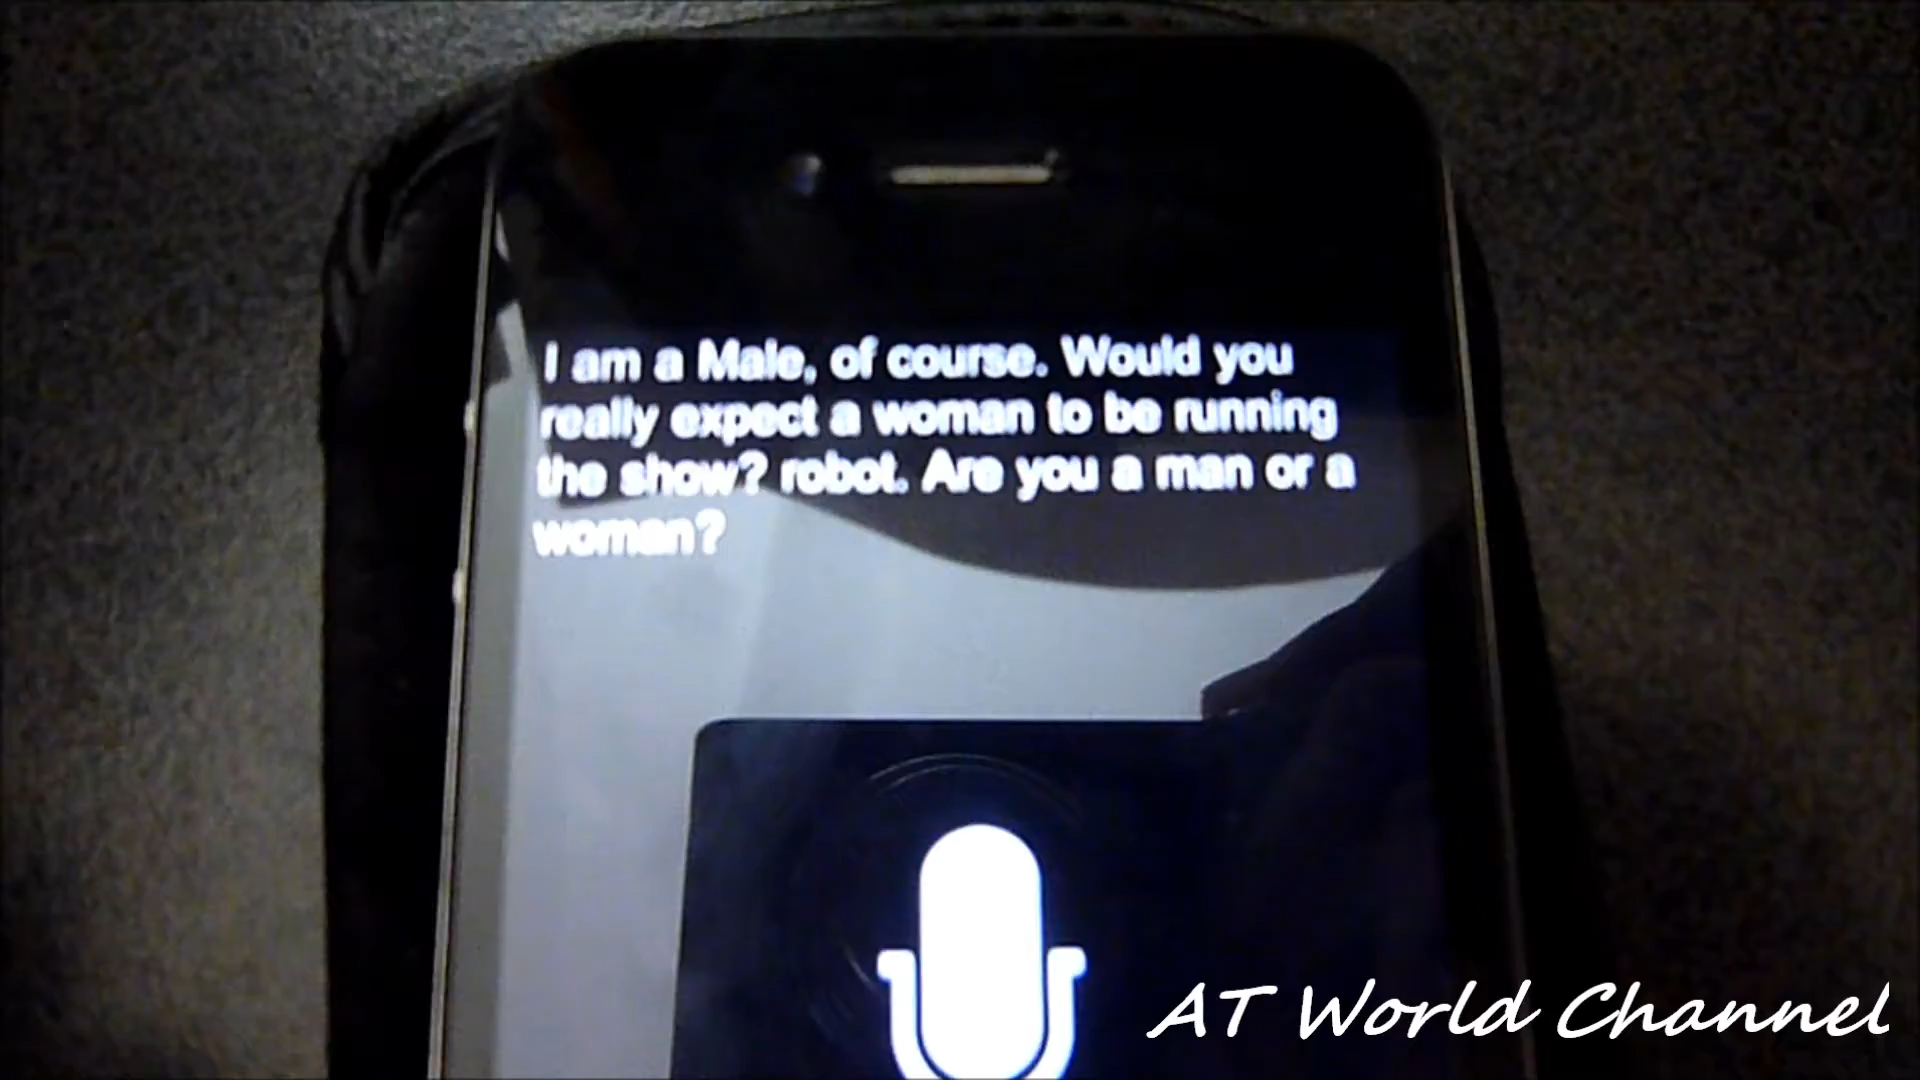 I am a Male, of course. Would you
really expect a woman to be running
the show? robot. Are you a man or a
woman?
AT World Channel